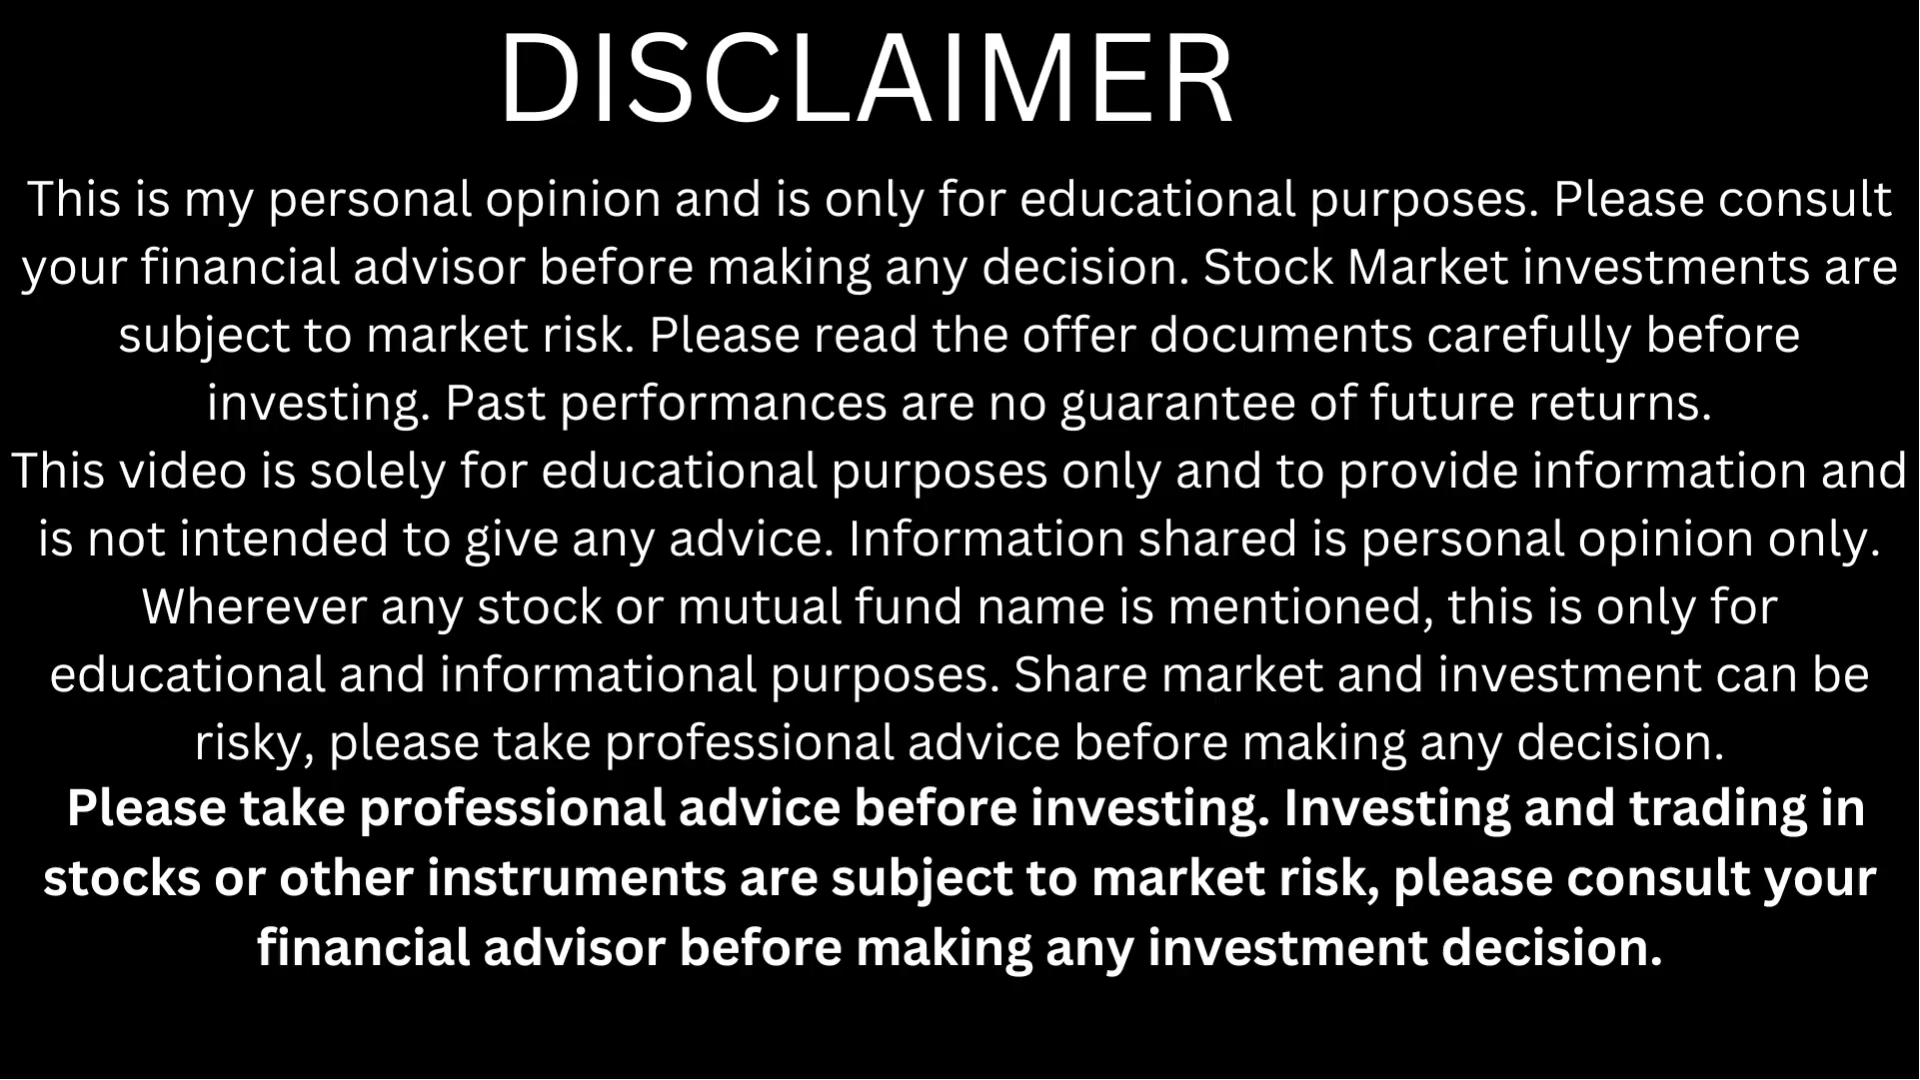 DISCLAIMER
This is my personal opinion and is only for educational purposes. Please consult
your financial advisor before making any decision. Stock Market investments are
subject to market risk. Please read the offer documents carefully before
investing. Past performances are no guarantee of future returns.
This video is solely for educational purposes only and to provide information and
is not intended to give any advice. Information shared is personal opinion only.
Wherever any stock or mutual fund name is mentioned, this is only for
educational and informational purposes. Share market and investment can be
risky, please take professional advice before making any decision.
Please take professional advice before investing. Investing and trading in
stocks or other instruments are subject to market risk, please consult your
financial advisor before making any investment decision.